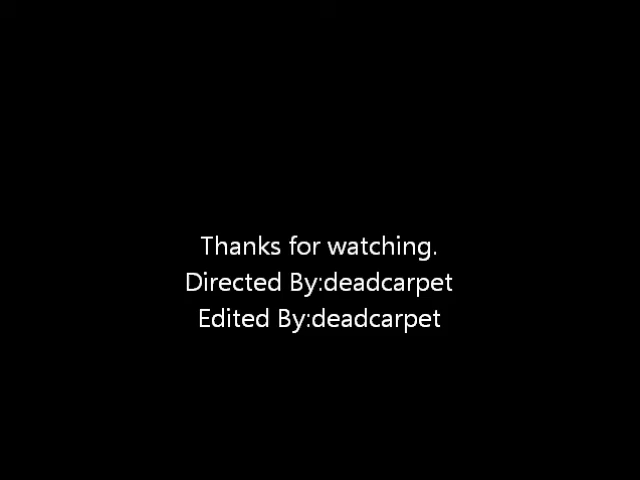 Thanks for watching.
Directed By:deadcarpet
Edited By:deadcarpet